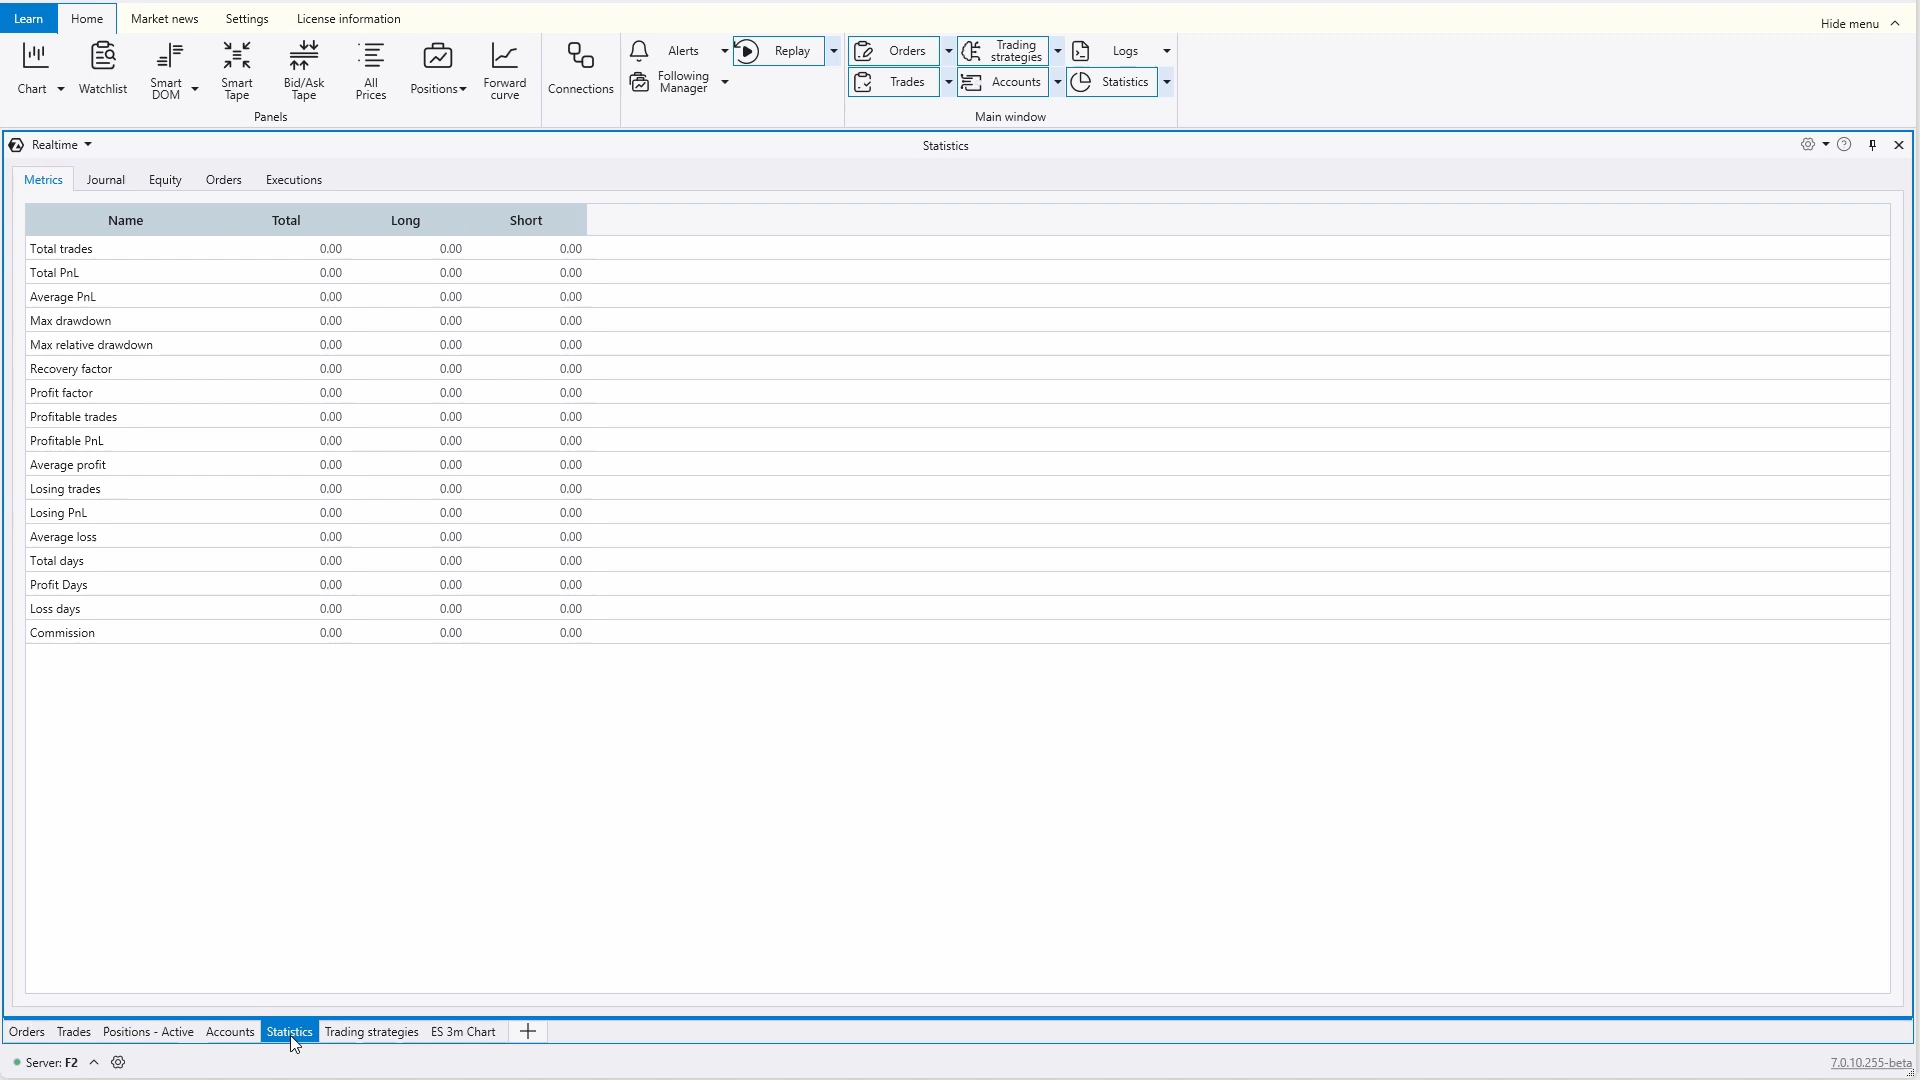 Learn Home Market news Settings License information Hide menu
Chart Watchlist Smart DOM Smart Tape Bid/Ask Tape All Prices Positions Forward curve Connections
Panels
Alerts Replay
Following Manager
Orders Trading strategies Logs
Trades Accounts Statistics
Main window
Realtime Statistics
Metrics Journal Equity Orders Executions
Name Total Long Short
Total trades 0.00 0.00 0.00
Total PnL 0.00 0.00 0.00
Average PnL 0.00 0.00 0.00
Max drawdown 0.00 0.00 0.00
Max relative drawdown 0.00 0.00 0.00
Recovery factor 0.00 0.00 0.00
Profit factor 0.00 0.00 0.00
Profitable trades 0.00 0.00 0.00
Profitable PnL 0.00 0.00 0.00
Average profit 0.00 0.00 0.00
Losing trades 0.00 0.00 0.00
Losing PnL 0.00 0.00 0.00
Average loss 0.00 0.00 0.00
Total days 0.00 0.00 0.00
Profit Days 0.00 0.00 0.00
Loss days 0.00 0.00 0.00
Commission 0.00 0.00 0.00
Orders Trades Positions - Active Accounts Statistics Trading strategies ES 3m Chart
Server: F2 7.0.10.255-beta